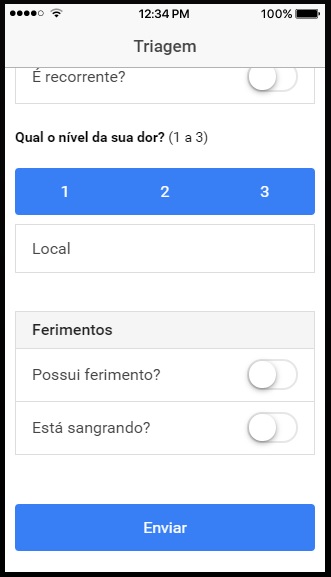 12:34 PM 100%
Triagem
É recorrente?
Qual o nível da sua dor? (1 a 3)
1 2 3
Local
Ferimentos
Possui ferimento?
Está sangrando?
Enviar